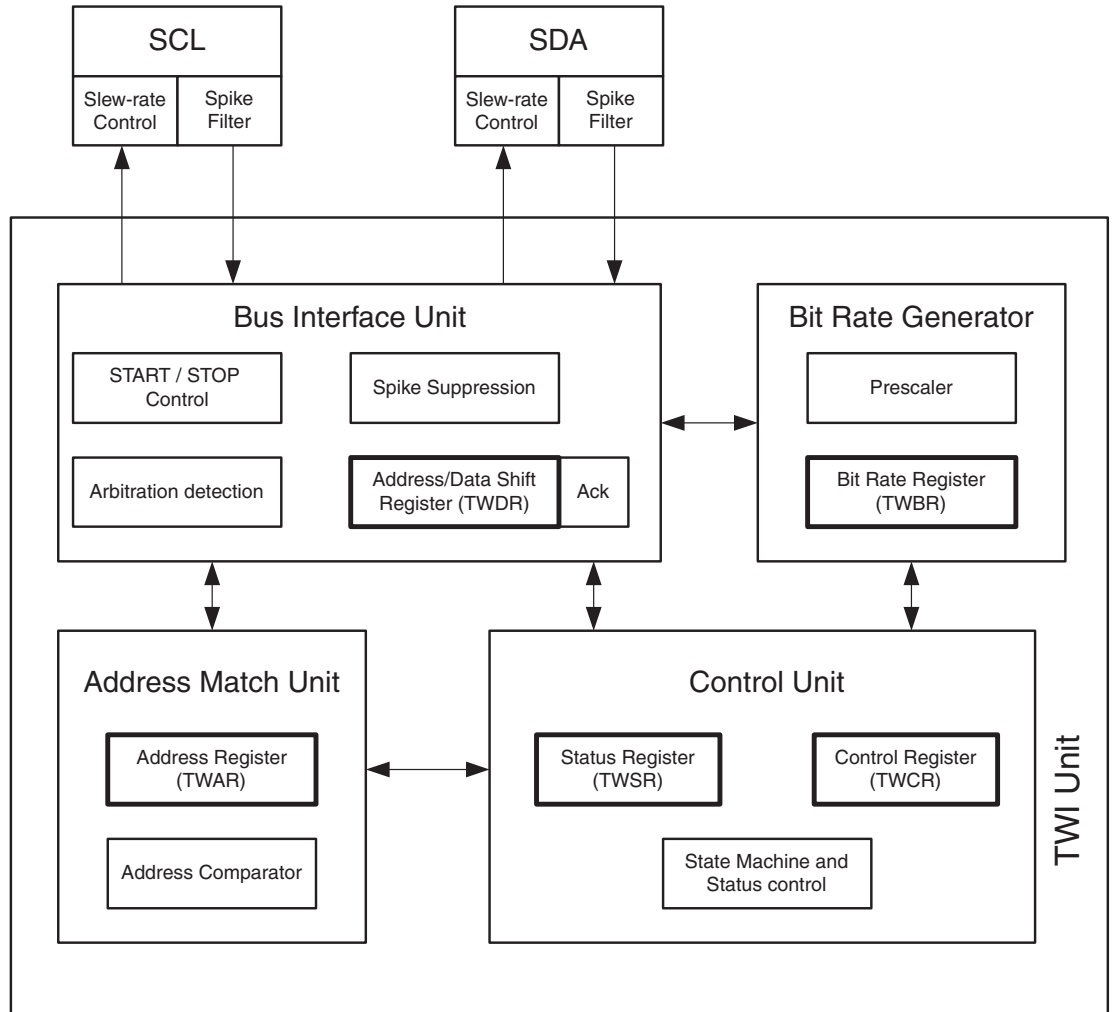 SCL
SDA
Slew-rate
Control
Spike
Filter
Slew-rate
Control
Spike
Filter
Bus Interface Unit
START / STOP
Control
Spike Suppression
Arbitration detection
Address/Data Shift
Register (TWDR)
Ack
Bit Rate Generator
Prescaler
Bit Rate Register
(TWBR)
Address Match Unit
Address Register
(TWAR)
Address Comparator
Control Unit
Status Register
(TWSR)
Control Register
(TWCR)
State Machine and
Status control
TWI Unit